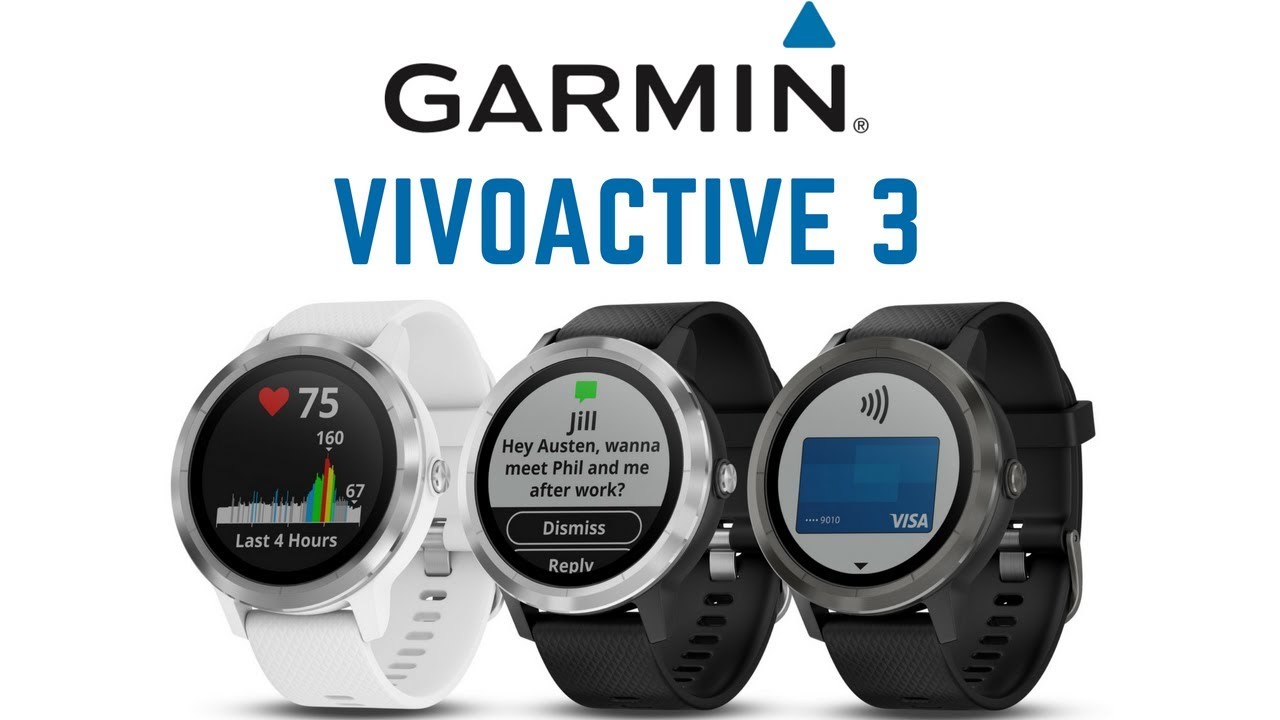 GARMIN®
VIVOACTIVE 3
75
160
67
Last 4 Hours
Jill
Hey Austen, wanna
meet Phil and me
after work?
Dismiss
Reply
•••• 9010
VISA